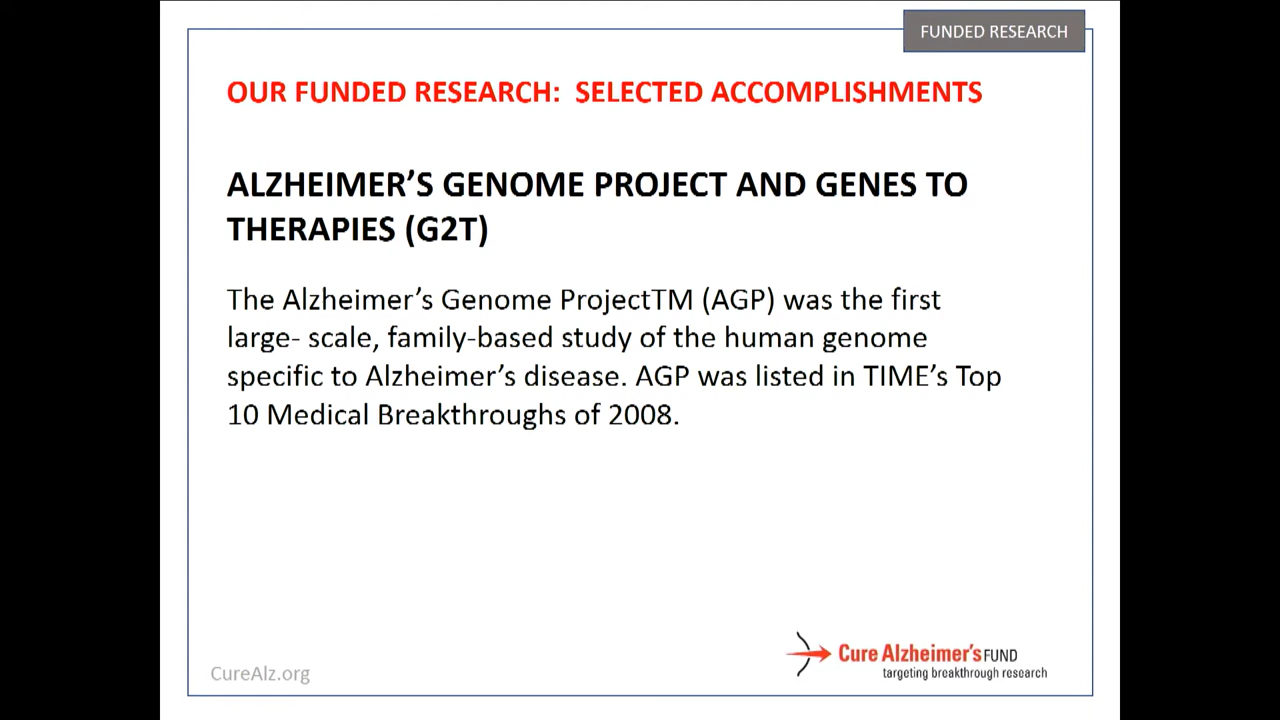 FUNDED RESEARCH
OUR FUNDED RESEARCH: SELECTED ACCOMPLISHMENTS
ALZHEIMER’S GENOME PROJECT AND GENES TO
THERAPIES (G2T)
The Alzheimer’s Genome ProjectTM (AGP) was the first
large- scale, family-based study of the human genome
specific to Alzheimer’s disease. AGP was listed in TIME’s Top
10 Medical Breakthroughs of 2008.
Cure Alzheimer’s FUND
targeting breakthrough research
CureAlz.org